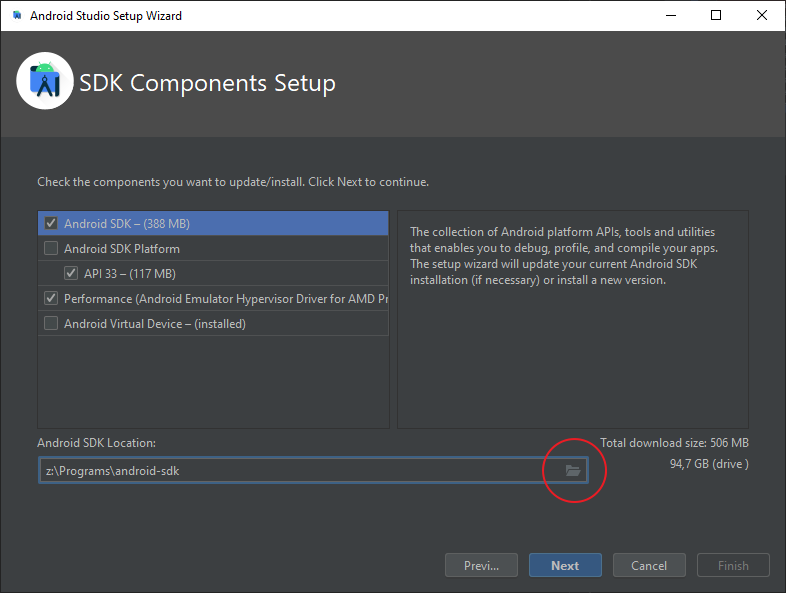 Android Studio Setup Wizard
SDK Components Setup
Check the components you want to update/install. Click Next to continue.
Android SDK – (388 MB)
Android SDK Platform
API 33 – (117 MB)
Performance (Android Emulator Hypervisor Driver for AMD Pr
Android Virtual Device – (installed)
The collection of Android platform APIs, tools and utilities
that enables you to debug, profile, and compile your apps.
The setup wizard will update your current Android SDK
installation (if necessary) or install a new version.
Android SDK Location:
z:\Programs\android-sdk
Total download size: 506 MB
94,7 GB (drive )
Previ...
Next
Cancel
Finish